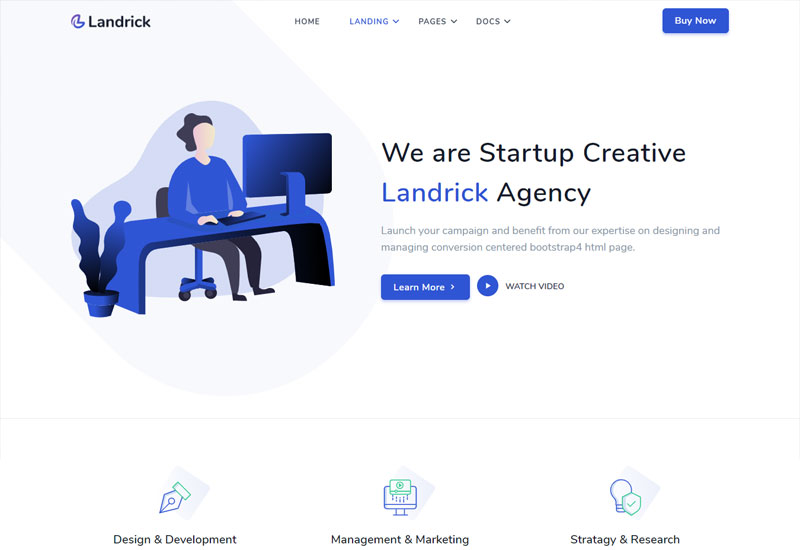 Landrick
HOME LANDING PAGES DOCS
Buy Now
We are Startup Creative
Landrick Agency
Launch your campaign and benefit from our expertise on designing and
managing conversion centered bootstrap4 html page.
Learn More
WATCH VIDEO
Design & Development
Management & Marketing
Stratagy & Research